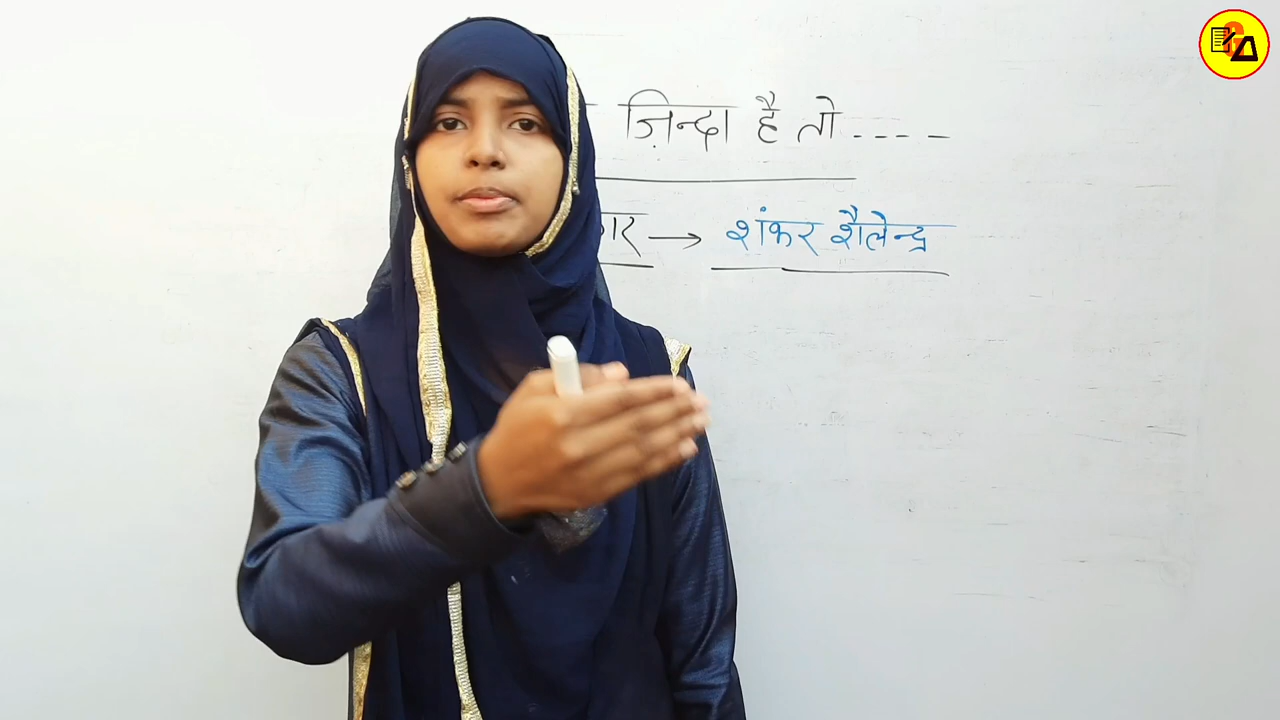 ज़िन्दा है तो----
गार → शंकर शैलेन्द्र